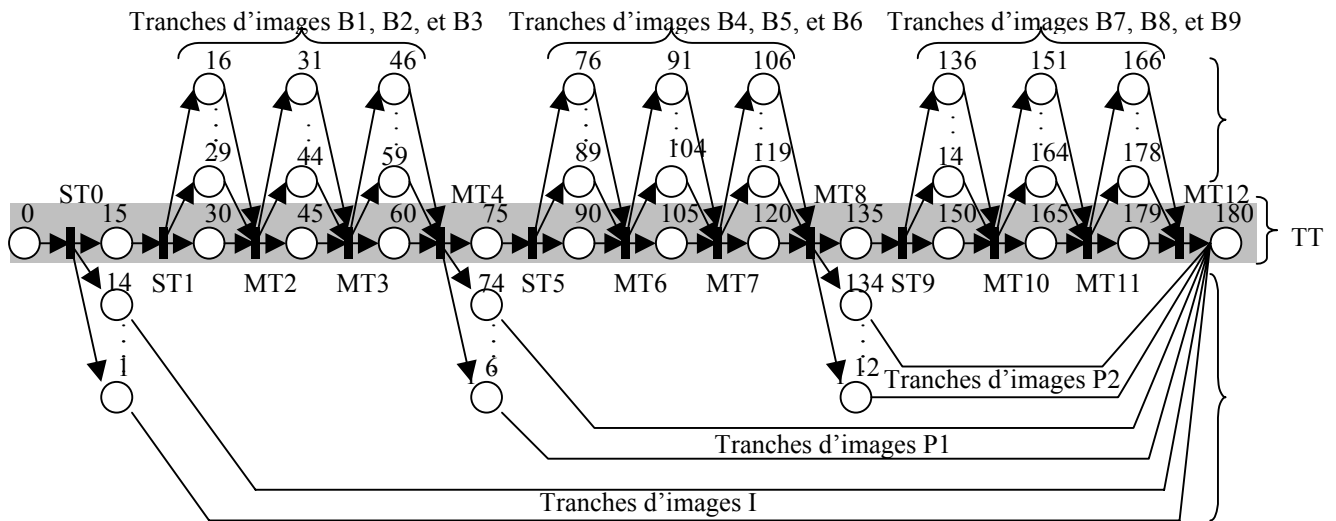 Tranches d'images B1, B2, et B3 Tranches d'images B4, B5, et B6 Tranches d'images B7, B8, et B9
16 31 46 76 91 106 136 151 166
29 44 59 89 104 119 14 164 178
ST0 MT4 MT8 MT12
0 15 30 45 60 75 90 105 120 135 150 165 179 180
TT
ST1 MT2 MT3 ST5 MT6 MT7 ST9 MT10 MT11
14 74 134
1 6 12
Tranches d'images P2
Tranches d'images P1
Tranches d'images I